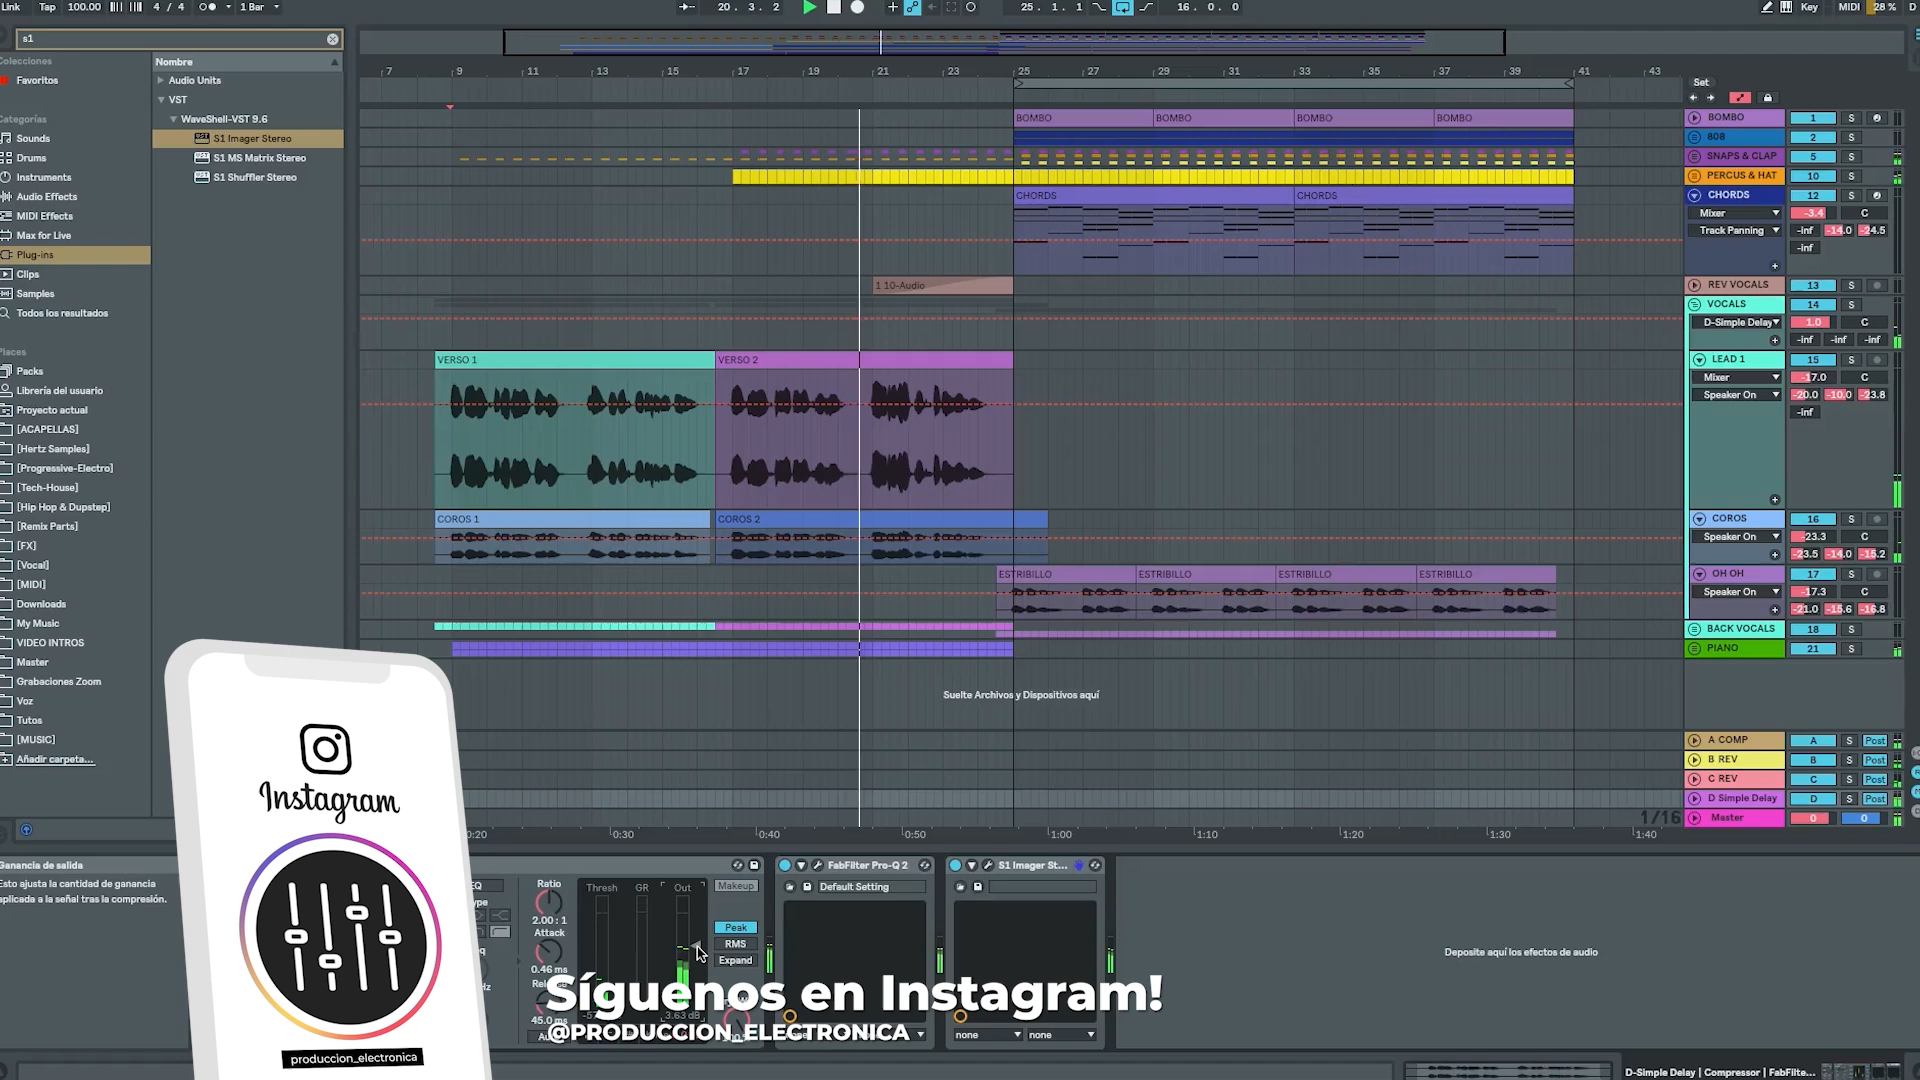 Link Tap 100.00 4 / 4 1 Bar 20. 3. 2 25. 1. 1 16. 0. 0 Key MIDI 28 % D
s1
Colecciones
Favoritos
Categorías
Sounds
Drums
Instruments
Audio Effects
MIDI Effects
Max for Live
Plug-ins
Clips
Samples
Todos los resultados
Places
Packs
Librería del usuario
Proyecto actual
[ACAPELLAS]
[Hertz Samples]
[Progressive-Electro]
[Tech-House]
[Hip Hop & Dupstep]
[Remix Parts]
[FX]
[Vocal]
[MIDI]
Downloads
My Music
VIDEO INTROS
Master
Grabaciones Zoom
Voz
Tutos
[MUSIC]
Añadir carpeta...
Nombre
Audio Units
VST
WaveShell-VST 9.6
S1 Imager Stereo
S1 MS Matrix Stereo
S1 Shuffler Stereo
7 9 11 13 15 17 19 21 23 25 27 29 31 33 35 37 39 41 43
BOMBO BOMBO BOMBO BOMBO
CHORDS CHORDS
1 10-Audio
VERSO 1 VERSO 2
COROS 1 COROS 2
ESTRIBILLO ESTRIBILLO ESTRIBILLO ESTRIBILLO
Suelte Archivos y Dispositivos aquí
1/16
0:20 0:30 0:40 0:50 1:00 1:10 1:20 1:30 1:40
Set
BOMBO 1 S
808 2 S
SNAPS & CLAP 5 S
PERCUS & HAT 10 S
CHORDS 12 S
Mixer -3.4 C
Track Panning -inf -14.0 -24.5
-inf
REV VOCALS 13 S
VOCALS 14 S
D-Simple Delay 1.0 C
-inf -inf -inf
LEAD 1 15 S
Mixer -17.0 C
Speaker On -20.0 -10.0 -23.8
-inf
COROS 16 S
Speaker On -23.3 C
-23.5 -14.0 -15.2
OH OH 17 S
Speaker On -17.3 C
-21.0 -15.6 -16.8
BACK VOCALS 18 S
PIANO 21 S
A COMP A S Post
B REV B S Post
C REV C S Post
D Simple Delay D S Post
Master 0 0
Ganancia de salida
Esto ajusta la cantidad de ganancia
aplicada a la señal tras la compresión.
Instagram
produccion_electronica
EQ
Ratio
2.00 : 1
Attack
0.46 ms
45.0 ms
Thresh GR Out
3.63 dB
Makeup
Peak
RMS
Expand
FabFilter Pro-Q 2
Default Setting
S1 Imager St...
none none
Deposite aquí los efectos de audio
Síguenos en Instagram!
@PRODUCCION_ELECTRONICA
D-Simple Delay | Compressor | FabFilte...